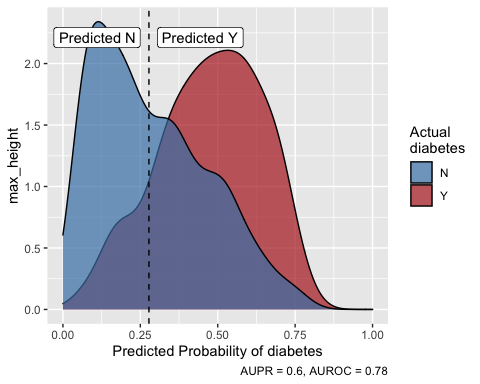 Predicted N
Predicted Y
2.0
1.5
1.0
0.5
0.0
max_height
0.00
0.25
0.50
0.75
1.00
Predicted Probability of diabetes
AUPR = 0.6, AUROC = 0.78
Actual
diabetes
N
Y